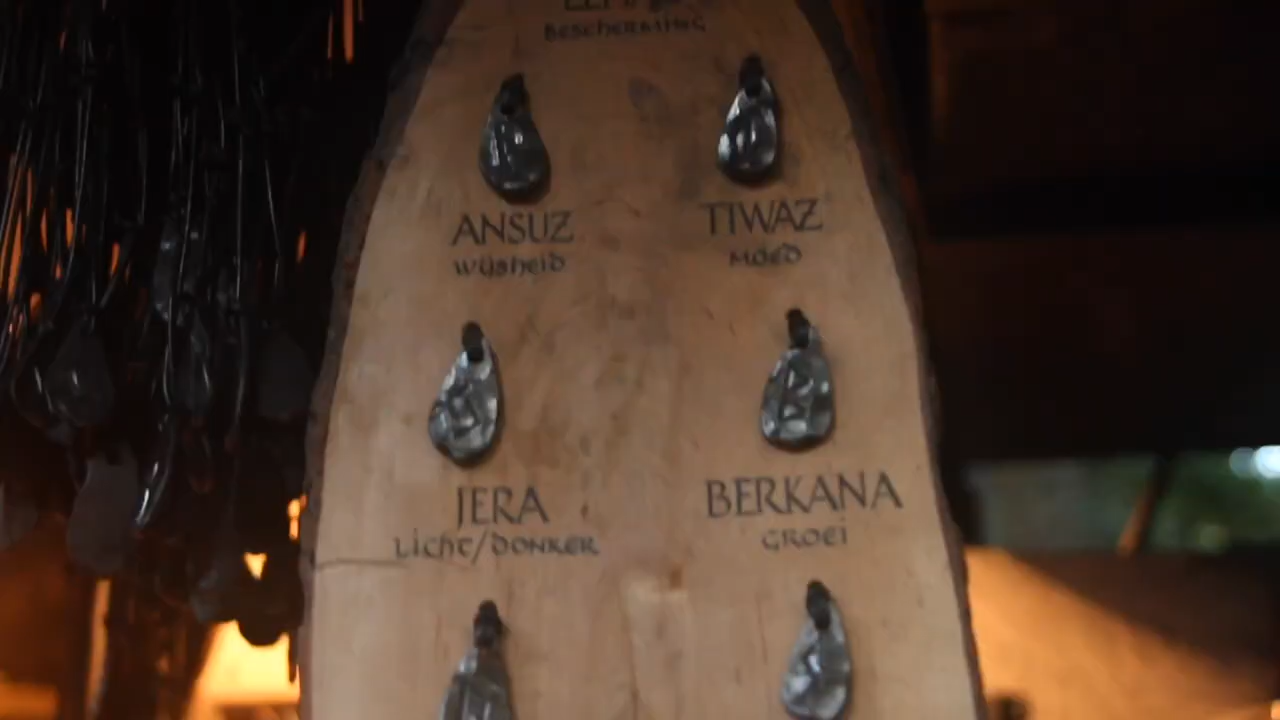 BESCHERMING
ANSUZ
TIWAZ
WIJSHEID
MOED
JERA
BERKANA
LICHT/DONKER
GROEI